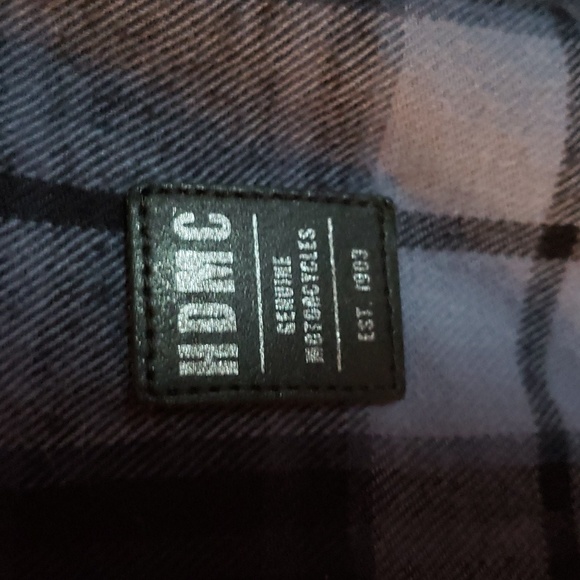 HDMC
GENUINE
MOTORCYCLES
EST. 1903